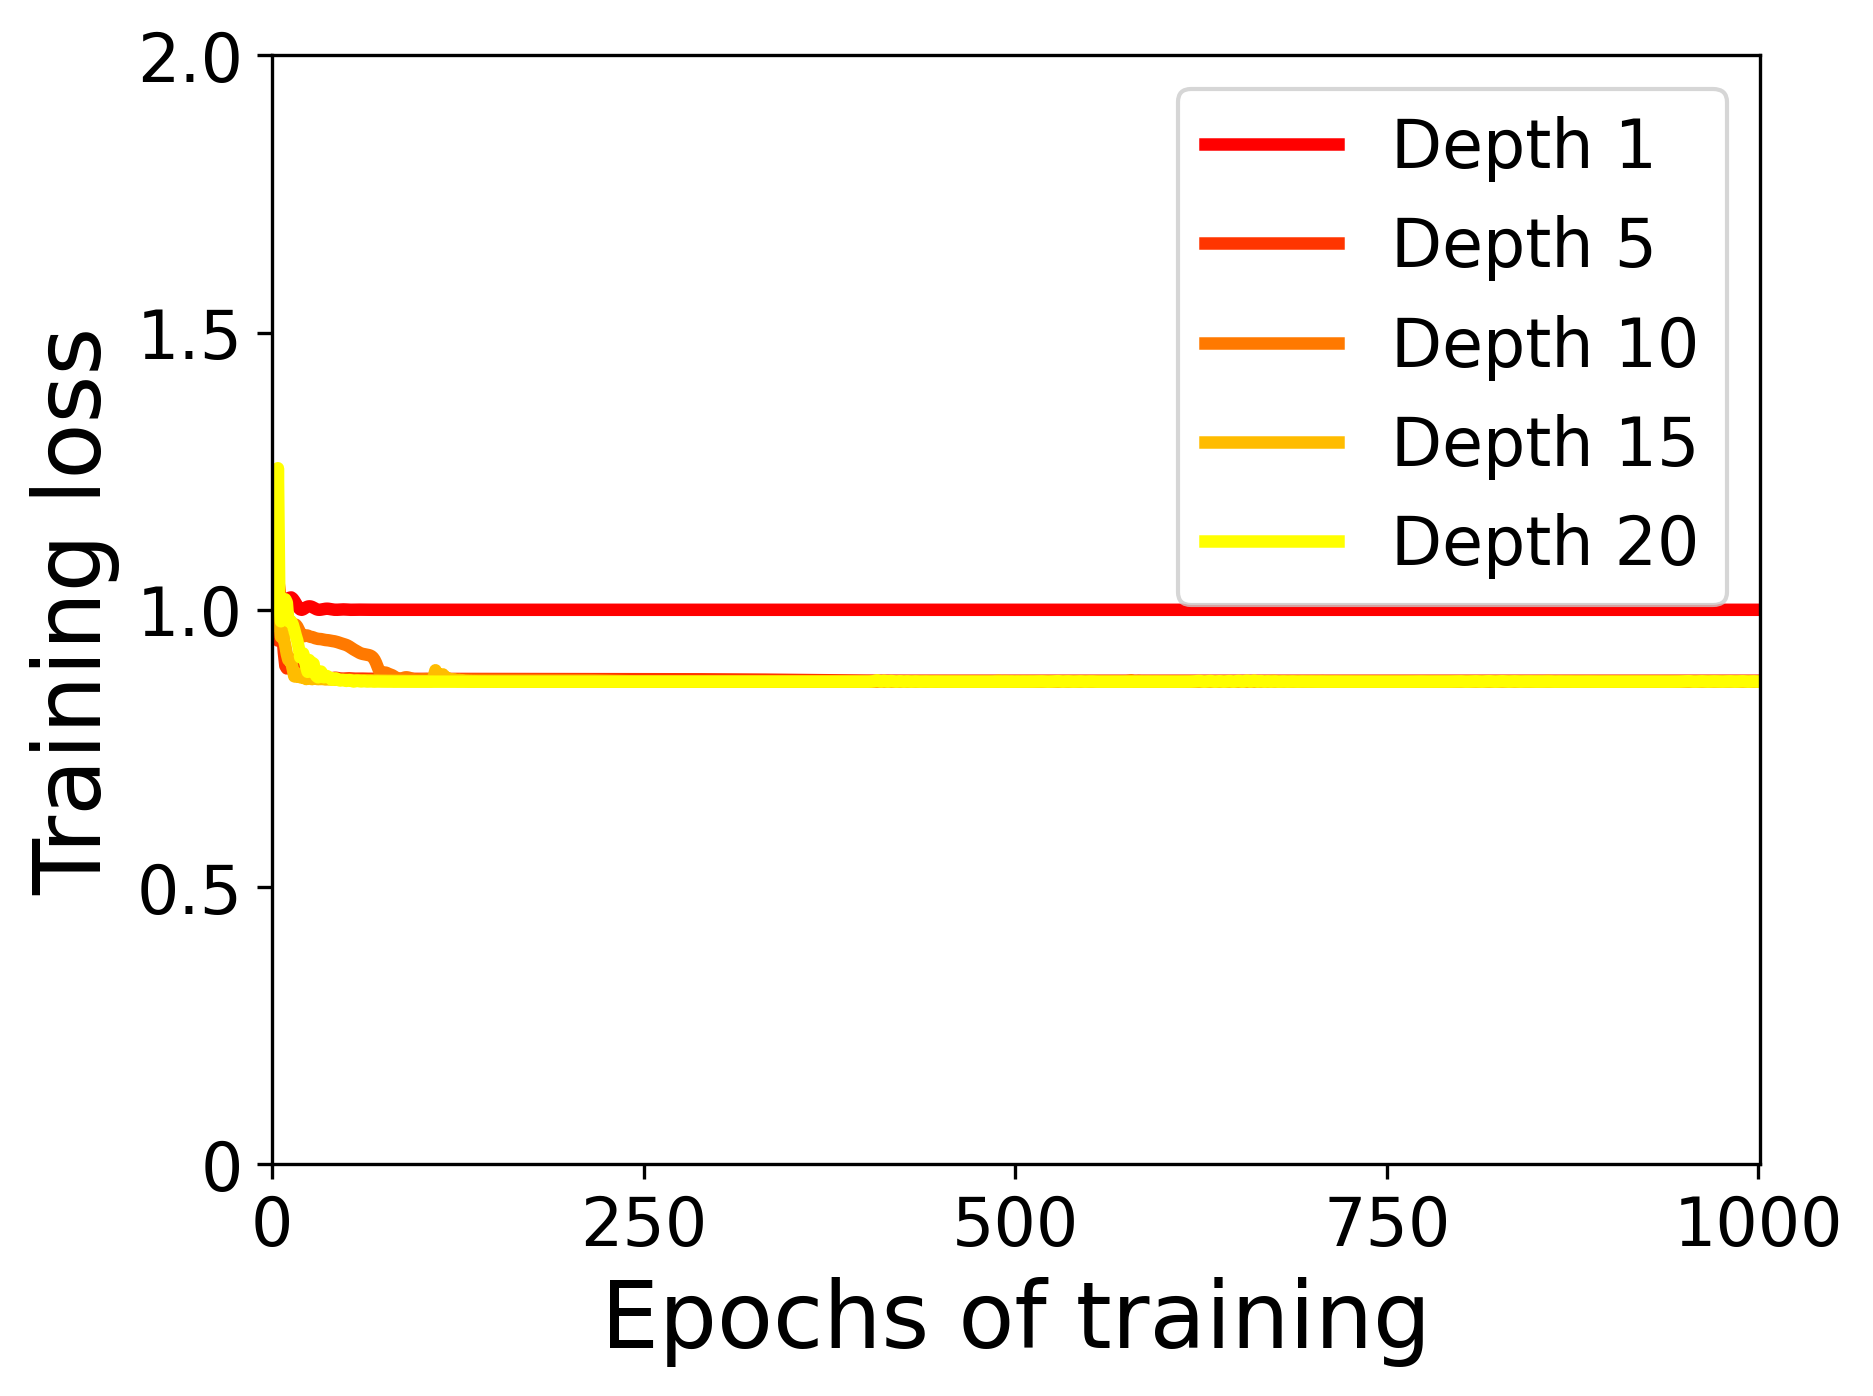 2.0
1.5
1.0
0.5
0
Training loss
Depth 1
Depth 5
Depth 10
Depth 15
Depth 20
0 250 500 750 1000
Epochs of training